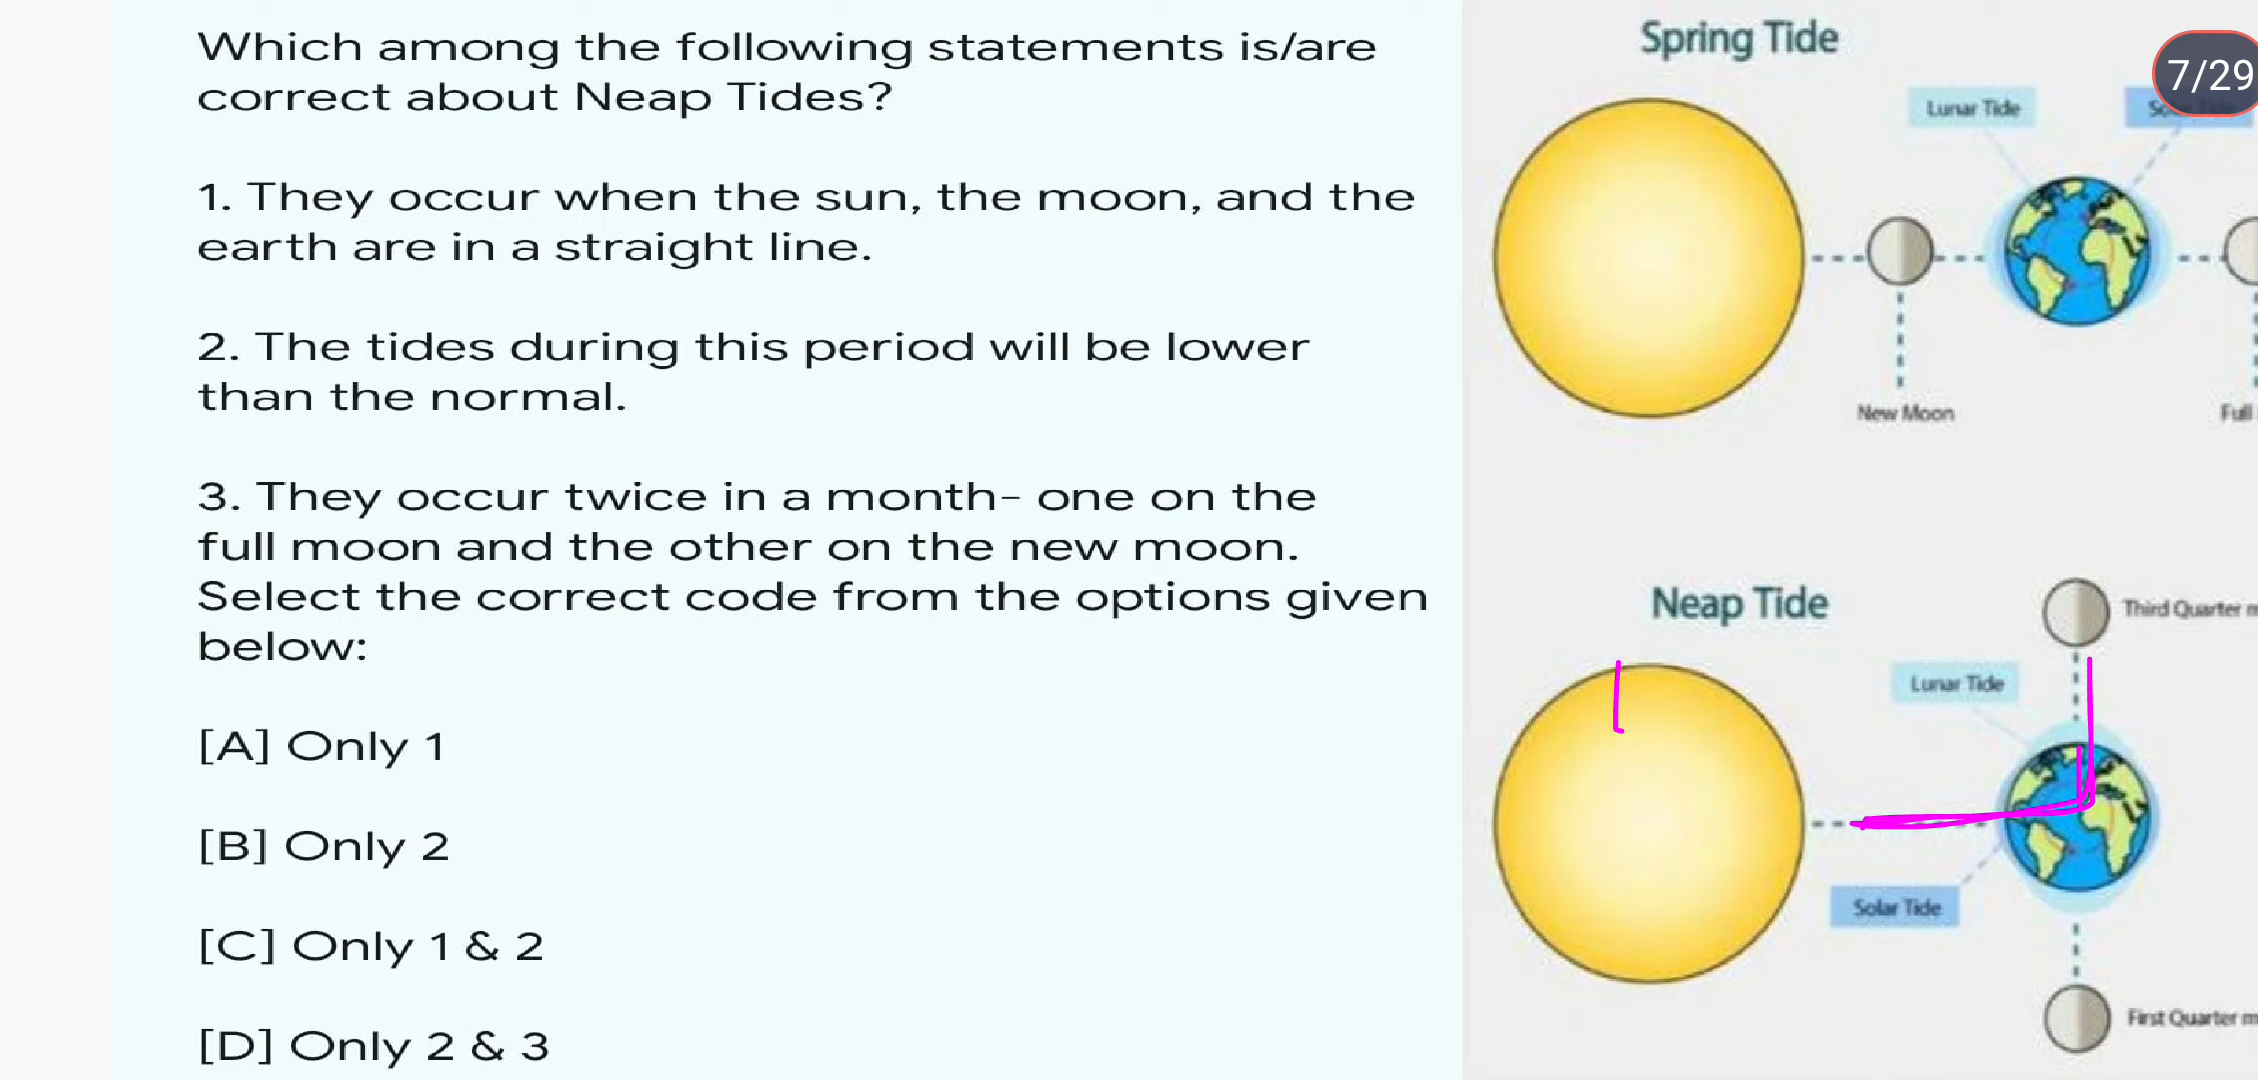 Which among the following statements is/are
correct about Neap Tides?
1. They occur when the sun, the moon, and the
earth are in a straight line.
2. The tides during this period will be lower
than the normal.
3. They occur twice in a month- one on the
full moon and the other on the new moon.
Select the correct code from the options given
below:
[A] Only 1
[B] Only 2
[C] Only 1 & 2
[D] Only 2 & 3
Spring Tide
7/29
Lunar Tide
New Moon
Full
Neap Tide
Third Quarter
Lunar Tide
Solar Tide
First Quarter